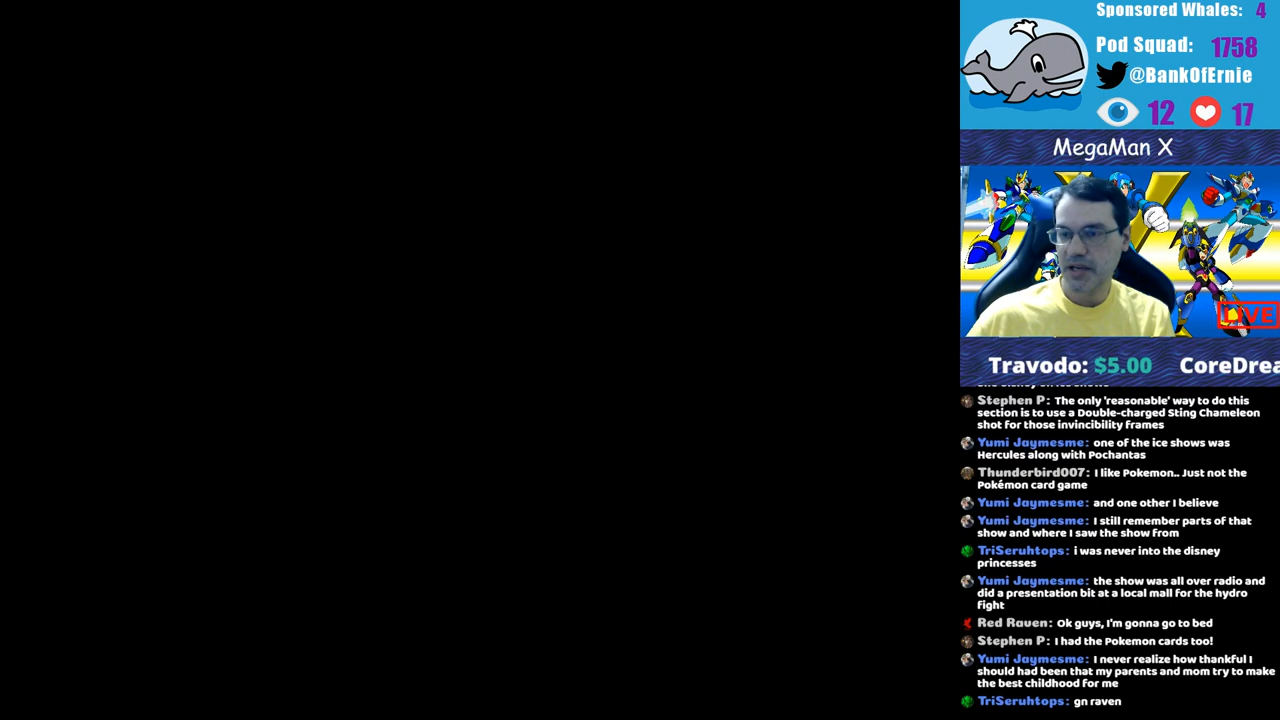 Sponsored Whales: 4
Pod Squad: 1758
@BankOfErnie
12 17
MegaMan X
LIVE
Travodo: $5.00 CoreDrea
Stephen P: The only 'reasonable' way to do this
section is to use a Double-charged Sting Chameleon
shot for those invincibility frames
Yumi Jaymesme: one of the ice shows was
Hercules along with Pochantas
Thunderbird007: I like Pokemon.. Just not the
Pokémon card game
Yumi Jaymesme: and one other I believe
Yumi Jaymesme: I still remember parts of that
show and where I saw the show from
TriSeruhtops: i was never into the disney
princesses
Yumi Jaymesme: the show was all over radio and
did a presentation bit at a local mall for the hydro
fight
Red Raven: Ok guys, I'm gonna go to bed
Stephen P: I had the Pokemon cards too!
Yumi Jaymesme: I never realize how thankful I
should had been that my parents and mom try to make
the best childhood for me
TriSeruhtops: gn raven